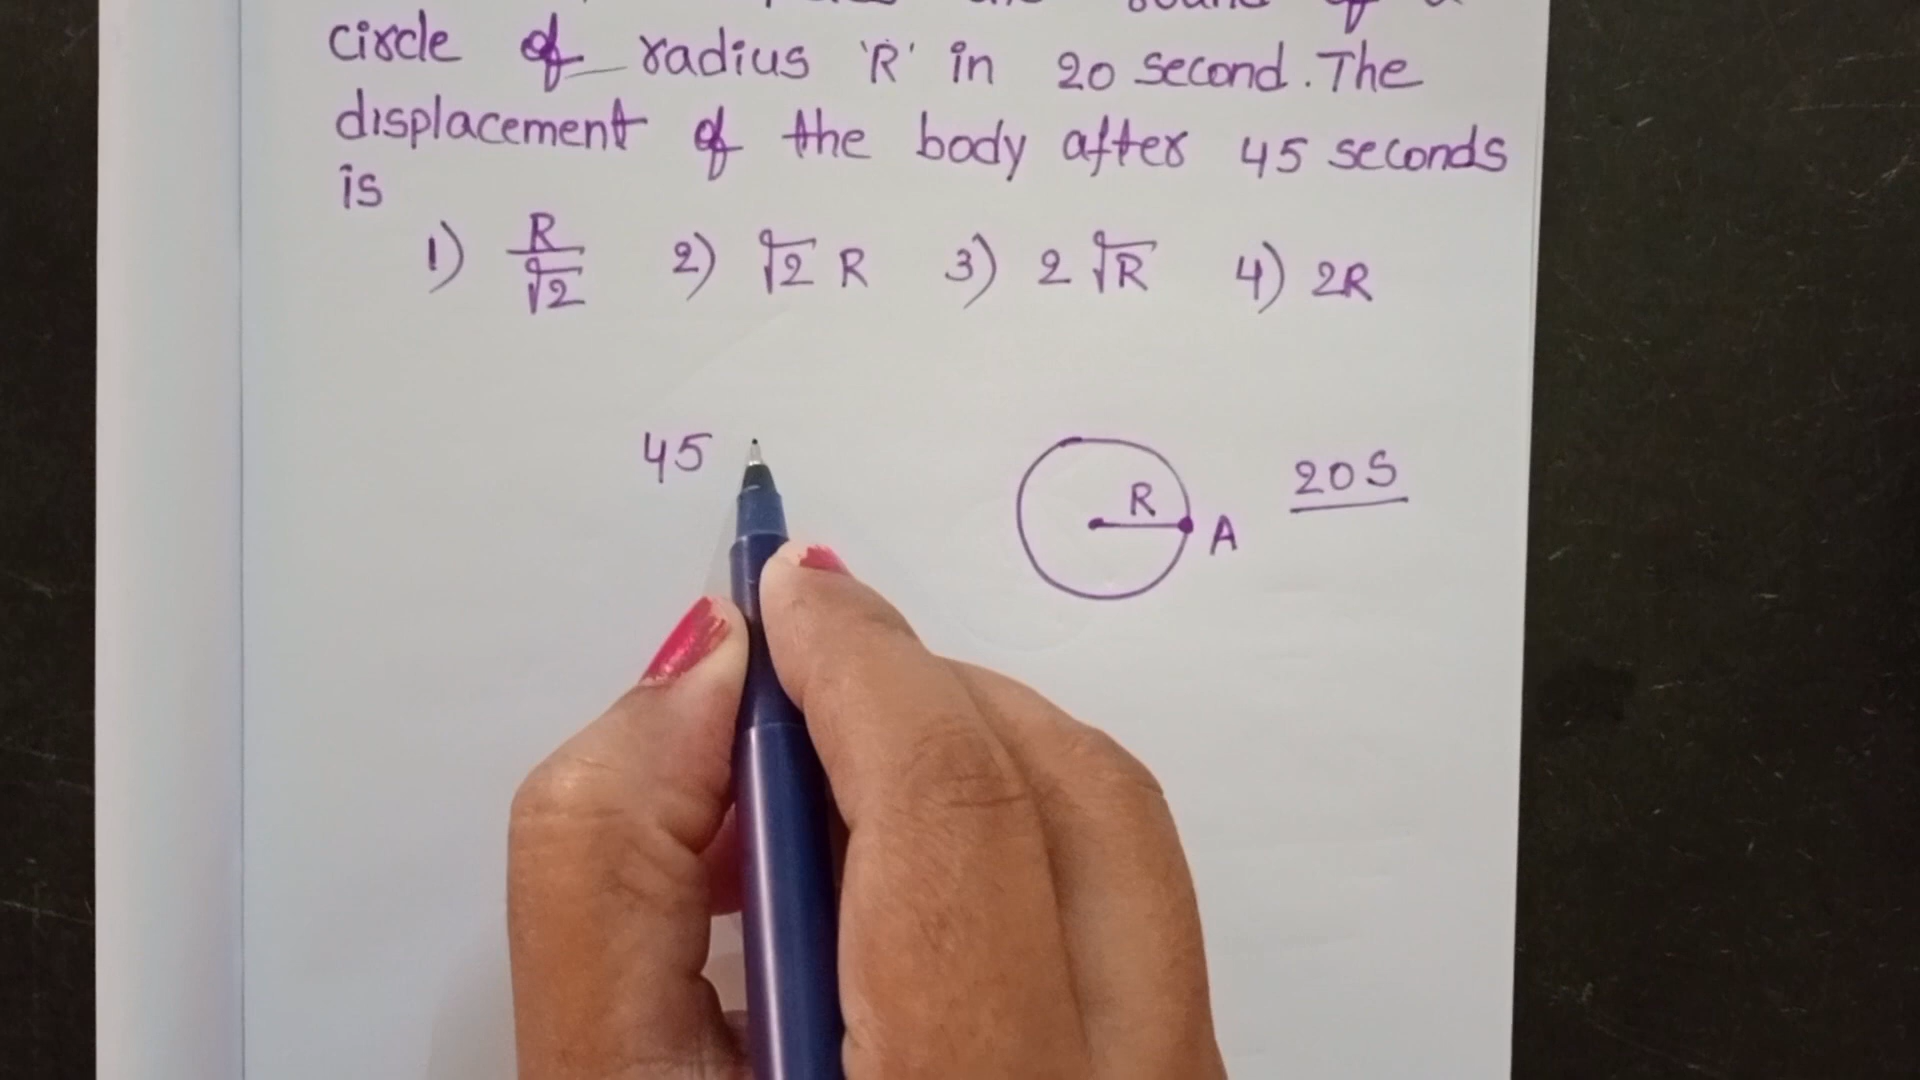 circle of radius 'R' in 20 second. The
displacement of the body after 45 seconds
is
1) R/√2 2) √2 R 3) 2 √R 4) 2R
45
R
A
20S